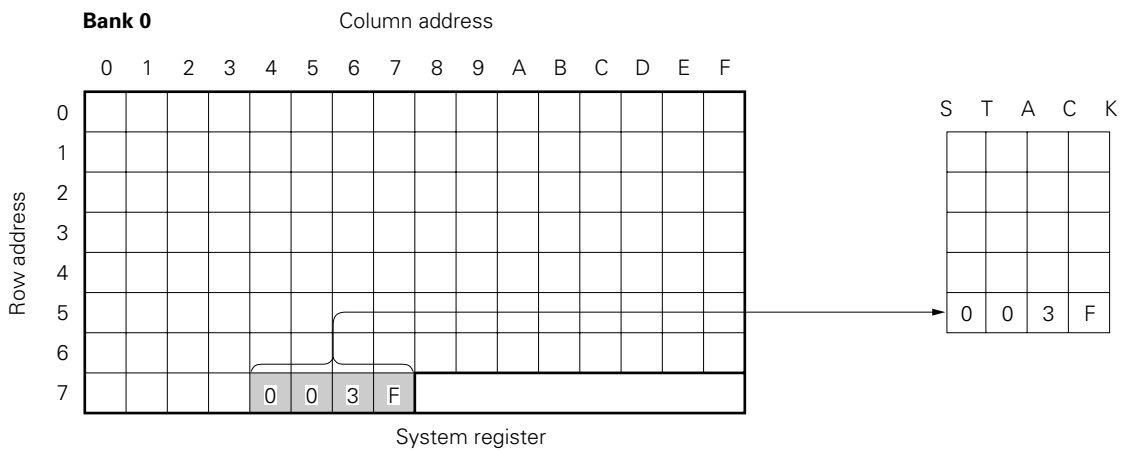 Bank 0 Column address
0 1 2 3 4 5 6 7 8 9 A B C D E F
S T A C K
Row address
0
1
2
3
4
5
0 0 3 F
6
7
0 0 3 F
System register